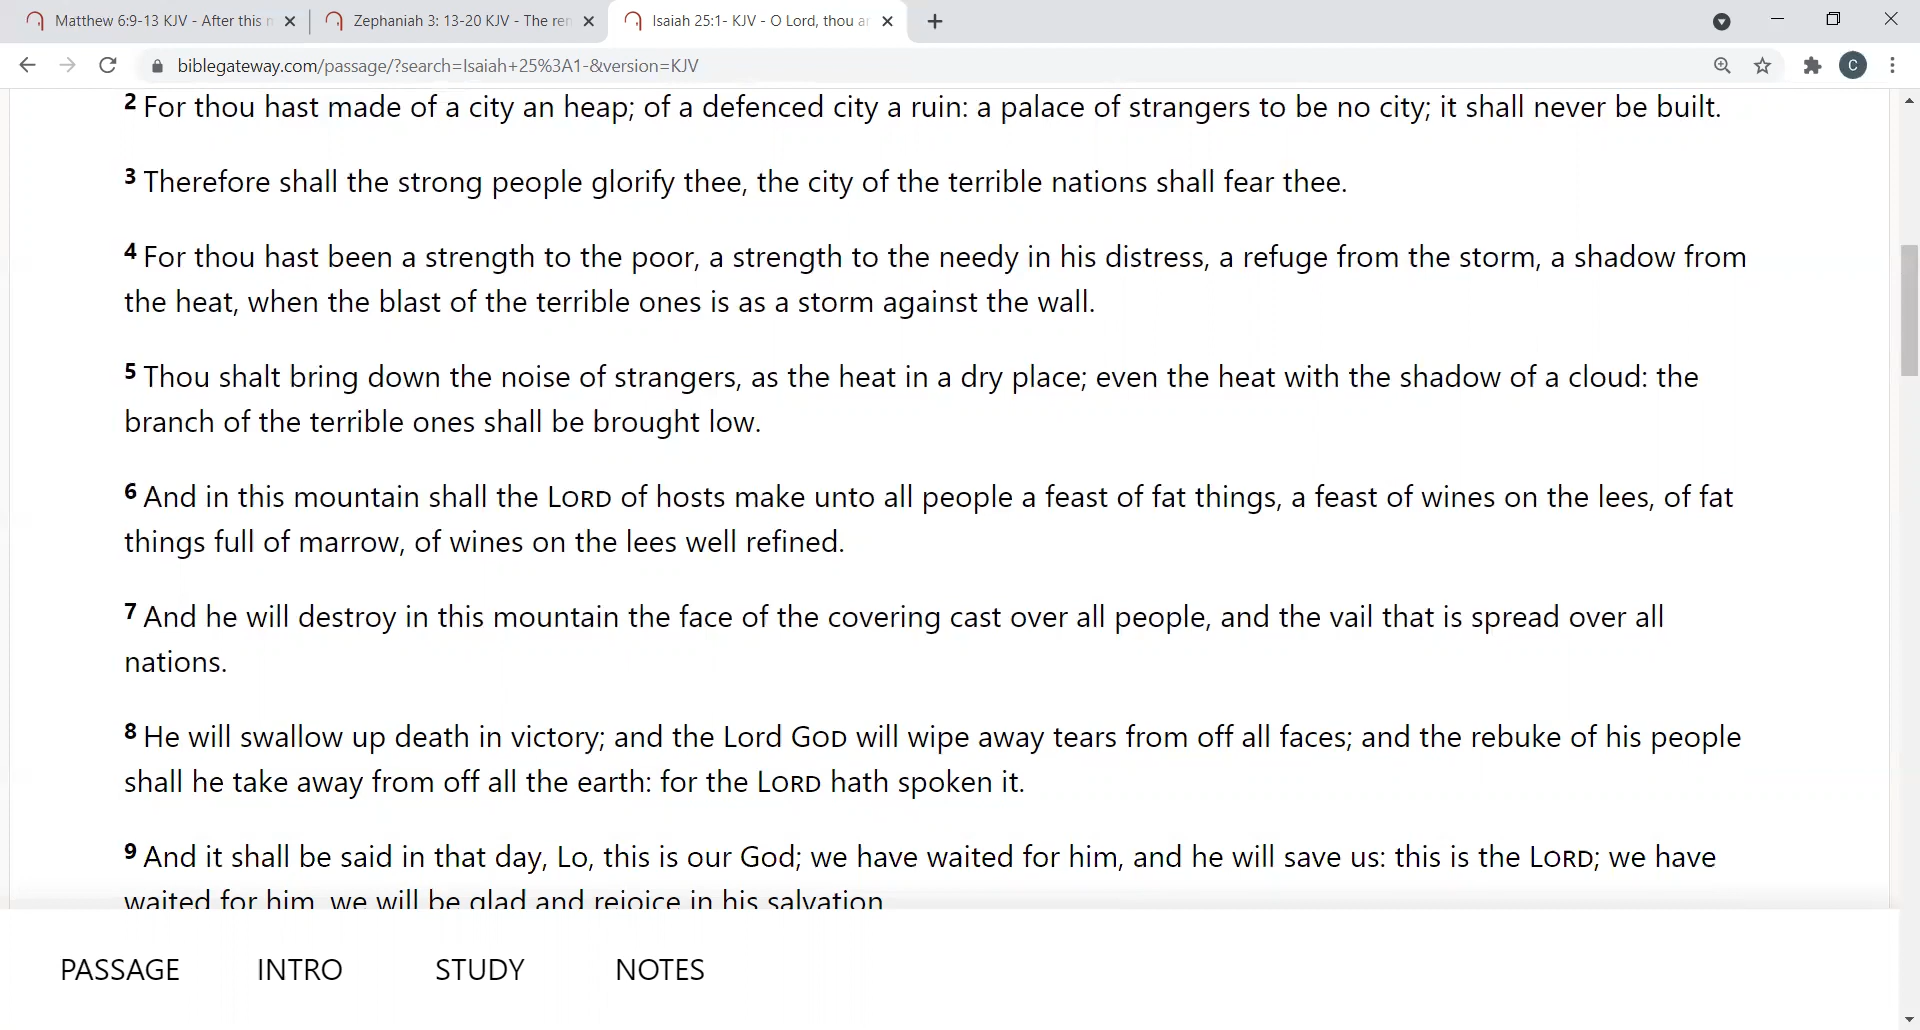 Matthew 6:9-13 KJV - After this
Zephaniah 3: 13-20 KJV - The ren
Isaiah 25:1- KJV - O Lord, thou ar
biblegateway.com/passage/?search=Isaiah+25%3A1-&version=KJV
C
2 For thou hast made of a city an heap; of a defenced city a ruin: a palace of strangers to be no city; it shall never be built.
3 Therefore shall the strong people glorify thee, the city of the terrible nations shall fear thee.
4 For thou hast been a strength to the poor, a strength to the needy in his distress, a refuge from the storm, a shadow from
the heat, when the blast of the terrible ones is as a storm against the wall.
5 Thou shalt bring down the noise of strangers, as the heat in a dry place; even the heat with the shadow of a cloud: the
branch of the terrible ones shall be brought low.
6 And in this mountain shall the LORD of hosts make unto all people a feast of fat things, a feast of wines on the lees, of fat
things full of marrow, of wines on the lees well refined.
7 And he will destroy in this mountain the face of the covering cast over all people, and the vail that is spread over all
nations.
8 He will swallow up death in victory; and the Lord GOD will wipe away tears from off all faces; and the rebuke of his people
shall he take away from off all the earth: for the LORD hath spoken it.
9 And it shall be said in that day, Lo, this is our God; we have waited for him, and he will save us: this is the LORD; we have
waited for him, we will be glad and rejoice in his salvation
PASSAGE INTRO STUDY NOTES